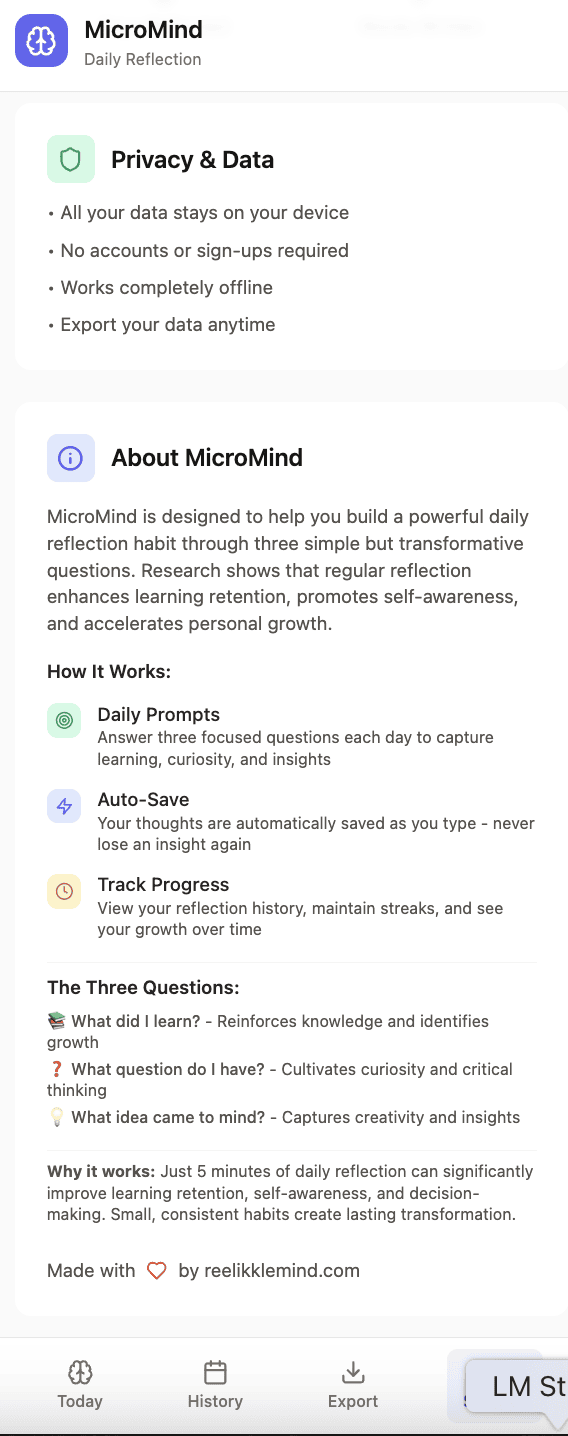 MicroMind
Daily Reflection
Privacy & Data
• All your data stays on your device
• No accounts or sign-ups required
• Works completely offline
• Export your data anytime
About MicroMind
MicroMind is designed to help you build a powerful daily
reflection habit through three simple but transformative
questions. Research shows that regular reflection
enhances learning retention, promotes self-awareness,
and accelerates personal growth.
How It Works:
Daily Prompts
Answer three focused questions each day to capture
learning, curiosity, and insights
Auto-Save
Your thoughts are automatically saved as you type - never
lose an insight again
Track Progress
View your reflection history, maintain streaks, and see
your growth over time
The Three Questions:
📚 What did I learn? - Reinforces knowledge and identifies
growth
❓ What question do I have? - Cultivates curiosity and critical
thinking
💡 What idea came to mind? - Captures creativity and insights
Why it works: Just 5 minutes of daily reflection can significantly
improve learning retention, self-awareness, and decision-
making. Small, consistent habits create lasting transformation.
Made with ♡ by reelikklemind.com
Today
History
Export
LM St